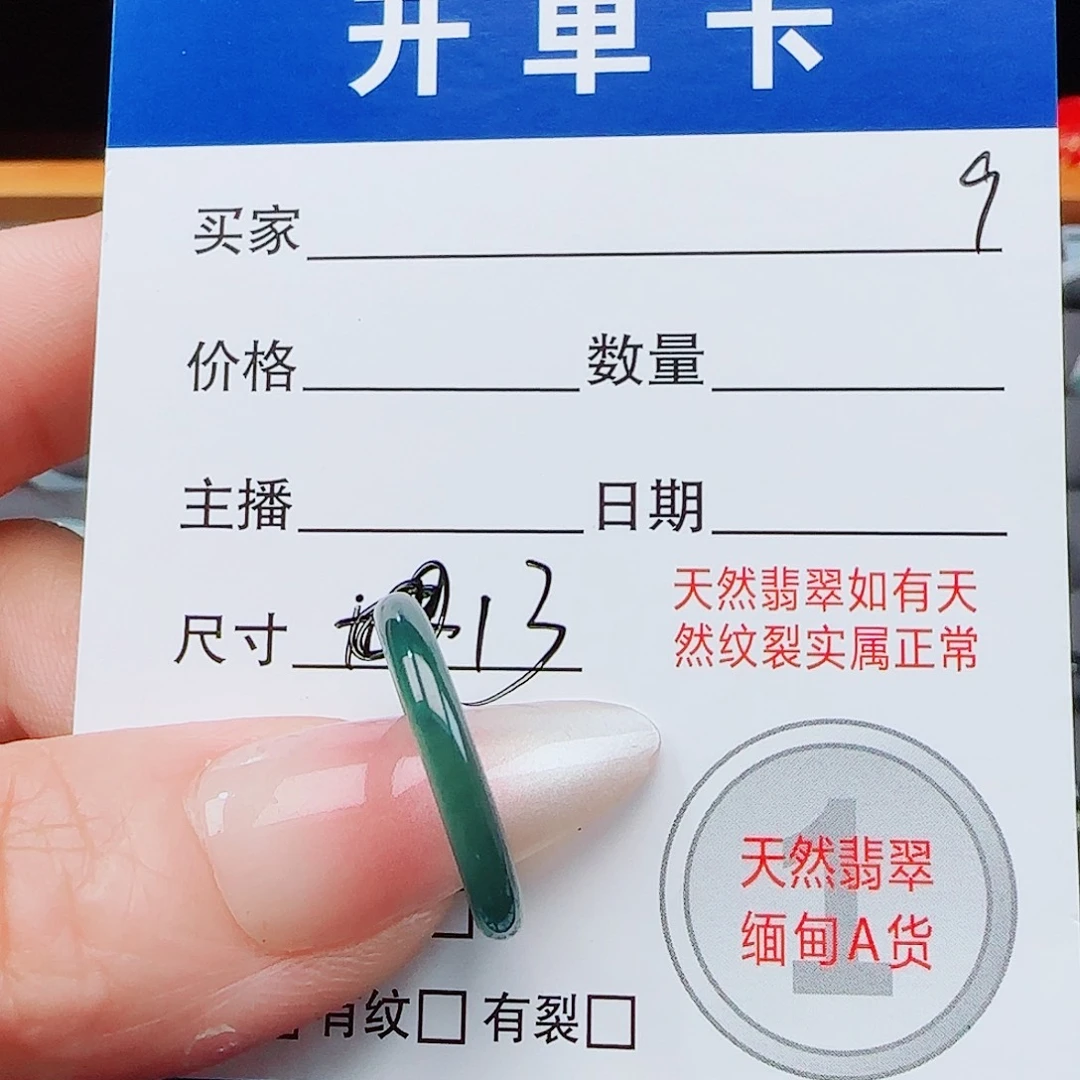 开单卡
买家 9
价格 数量
主播 日期
尺寸 13
天然翡翠如有天
然纹裂实属正常
天然翡翠
缅甸A货
1
有纹 有裂